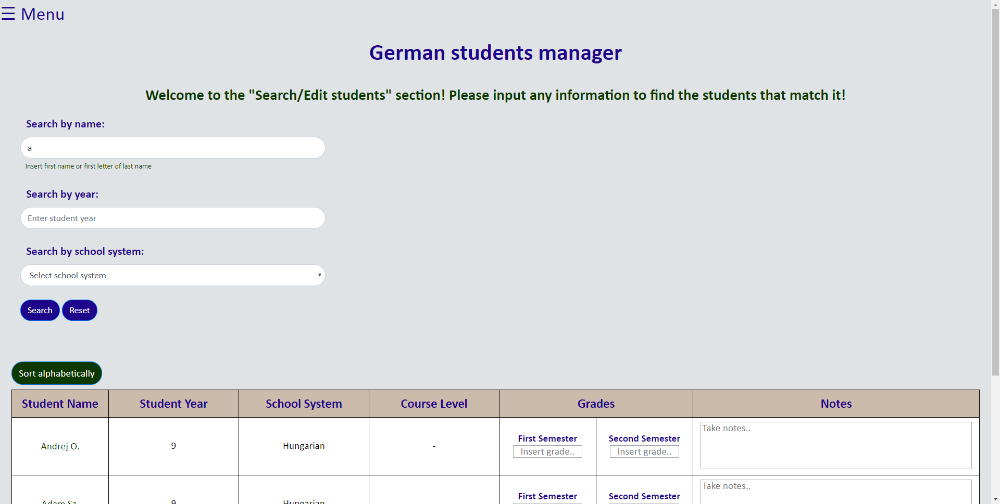 ☰ Menu
German students manager
Welcome to the "Search/Edit students" section! Please input any information to find the students that match it!
Search by name:
a
Insert first name or first letter of last name
Search by year:
Enter student year
Search by school system:
Select school system
Search Reset
Sort alphabetically
Student Name Student Year School System Course Level Grades Notes
Take notes..
First Semester Second Semester
Andrej O. 9 Hungarian -
Insert grade.. Insert grade..
Take notes..
First Semester Second Semester
Adam Sz. 9 Hungarian